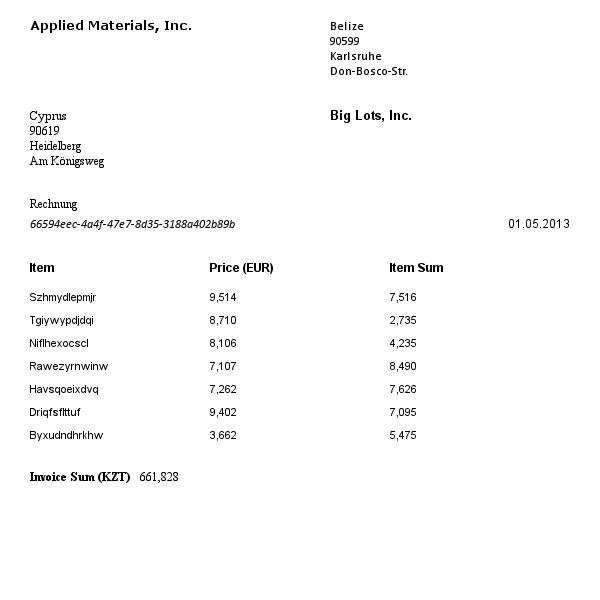 Applied Materials, Inc.
Belize
90599
Karlsruhe
Don-Bosco-Str.
Cyprus
90619
Heidelberg
Am Königsweg
Big Lots, Inc.
Rechnung
66594eec-4a4f-47e7-8d35-3188a402b89b 01.05.2013
Item Price (EUR) Item Sum
Szhmydlepmjr 9,514 7,516
Tgiywypdjdqi 8,710 2,735
Niflhexocscl 8,106 4,235
Rawezyrnwinw 7,107 8,490
Havsqoeixdvq 7,262 7,626
Driqfsflttuf 9,402 7,095
Byxudndhrkhw 3,662 5,475
Invoice Sum (KZT) 661,828